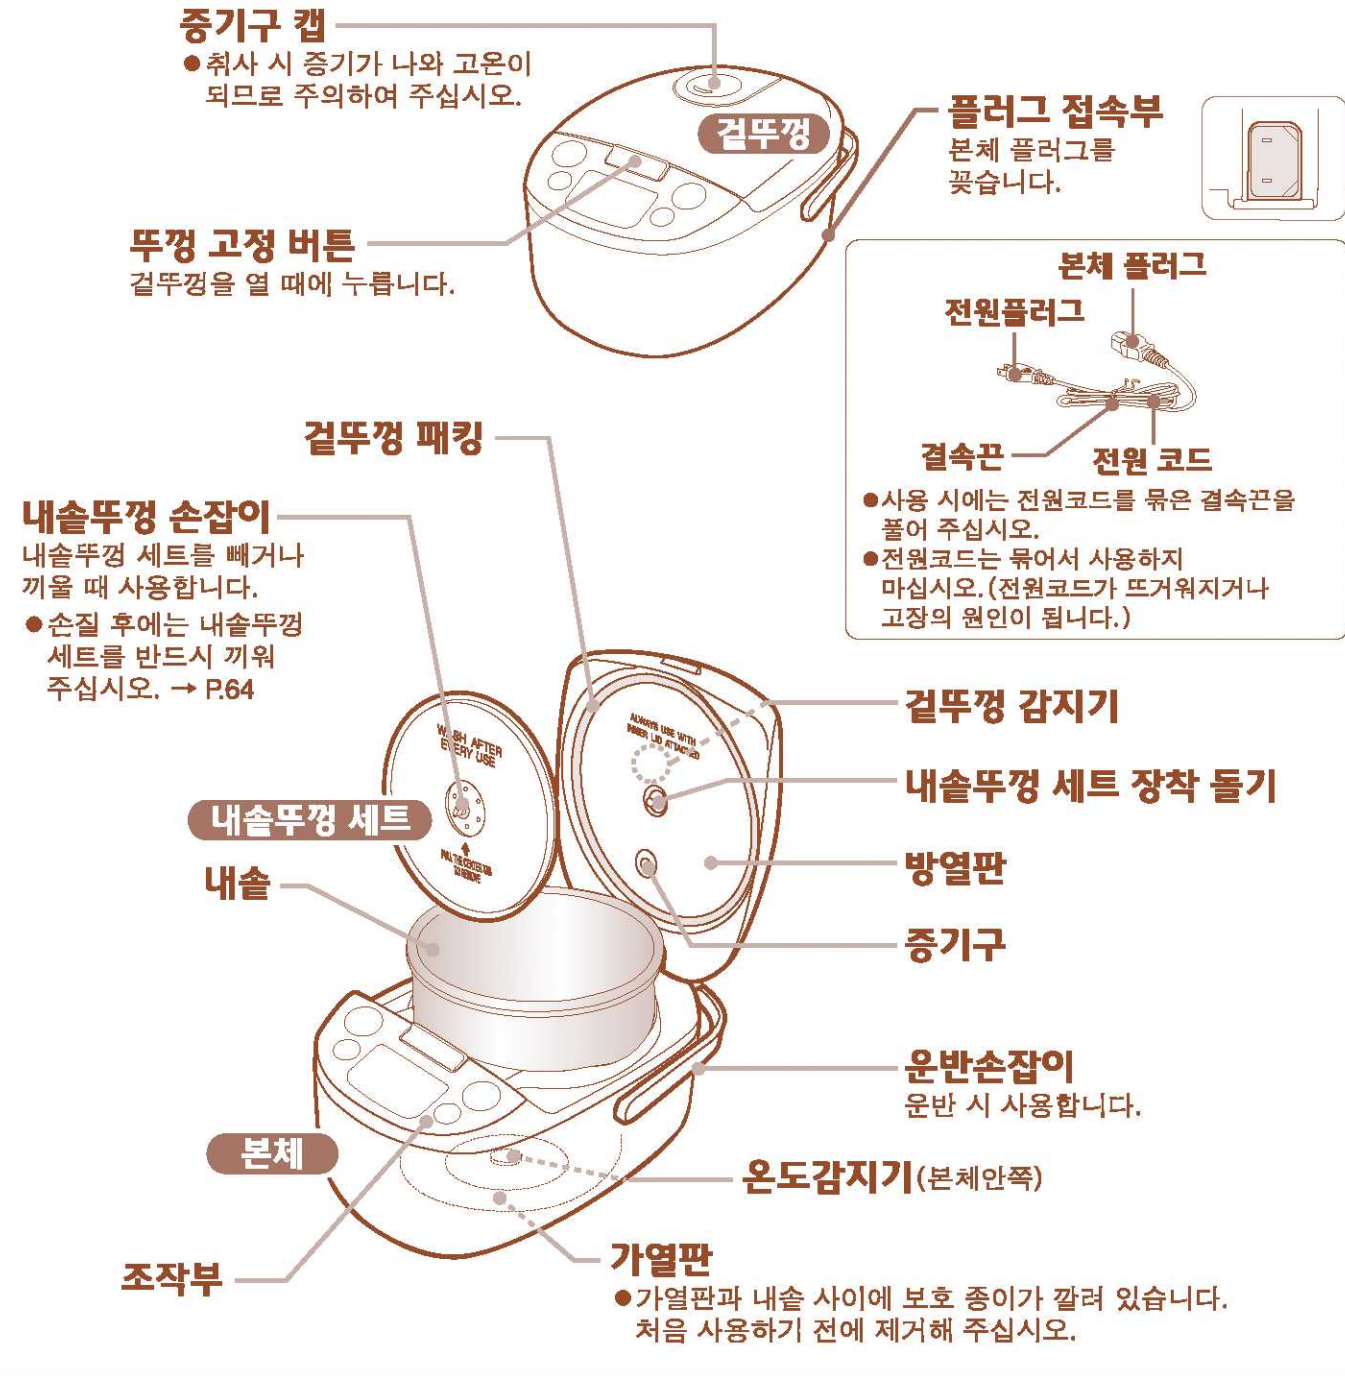 증기구 캡
●취사 시 증기가 나와 고온이
되므로 주의하여 주십시오.
겉뚜껑
플러그 접속부
본체 플러그를
꽂습니다.
뚜껑 고정 버튼
겉뚜껑을 열 때에 누릅니다.
본체 플러그
전원플러그
결속끈
전원 코드
●사용 시에는 전원코드를 묶은 결속끈을
풀어 주십시오.
●전원코드는 묶어서 사용하지
마십시오.(전원코드가 뜨거워지거나
고장의 원인이 됩니다.)
겉뚜껑 패킹
내솥뚜껑 손잡이
내솥뚜껑 세트를 빼거나
끼울 때 사용합니다.
●손질 후에는 내솥뚜껑
세트를 반드시 끼워
주십시오. → P.64
WASH AFTER
EVERY USE
PULL THE CENTER TAB
TO REMOVE
ALWAYS USE WITH
INNER LID ATTACHED
겉뚜껑 감지기
내솥뚜껑 세트 장착 돌기
내솥뚜껑 세트
내솥
방열판
증기구
운반손잡이
운반 시 사용합니다.
본체
온도감지기(본체안쪽)
조작부
가열판
●가열판과 내솥 사이에 보호 종이가 깔려 있습니다.
처음 사용하기 전에 제거해 주십시오.